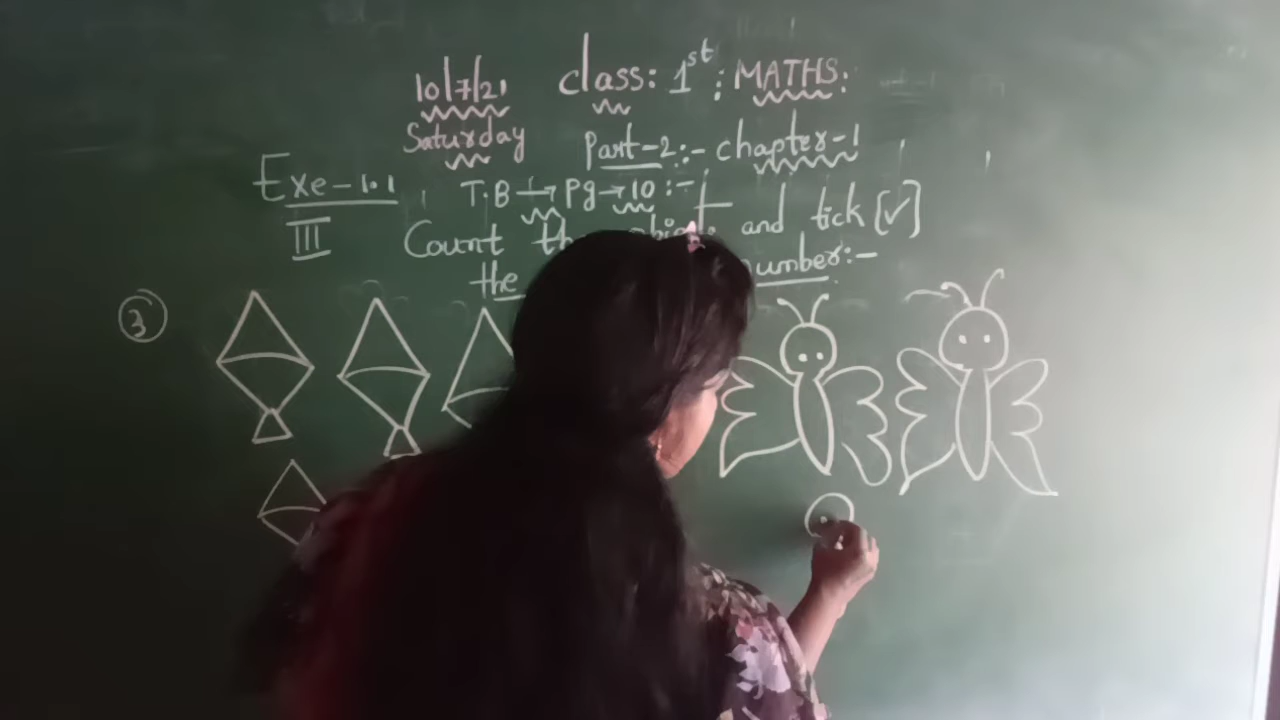 10/7/21 class: 1st : MATHS:
Saturday Part-2:- chapter-1
Exe-1.1, T.B → Pg → 10 :-
III Count and tick [✓]
the number:-
3